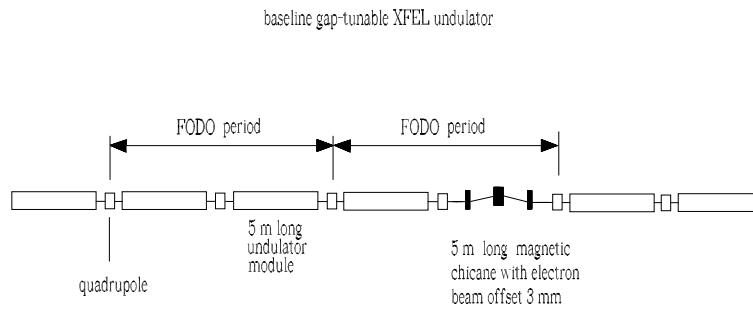 baseline gap-tunable XFEL undulator
FODO period
FODO period
5 m long
undulator
module
5 m long magnetic
chicane with electron
beam offset 3 mm
quadrupole